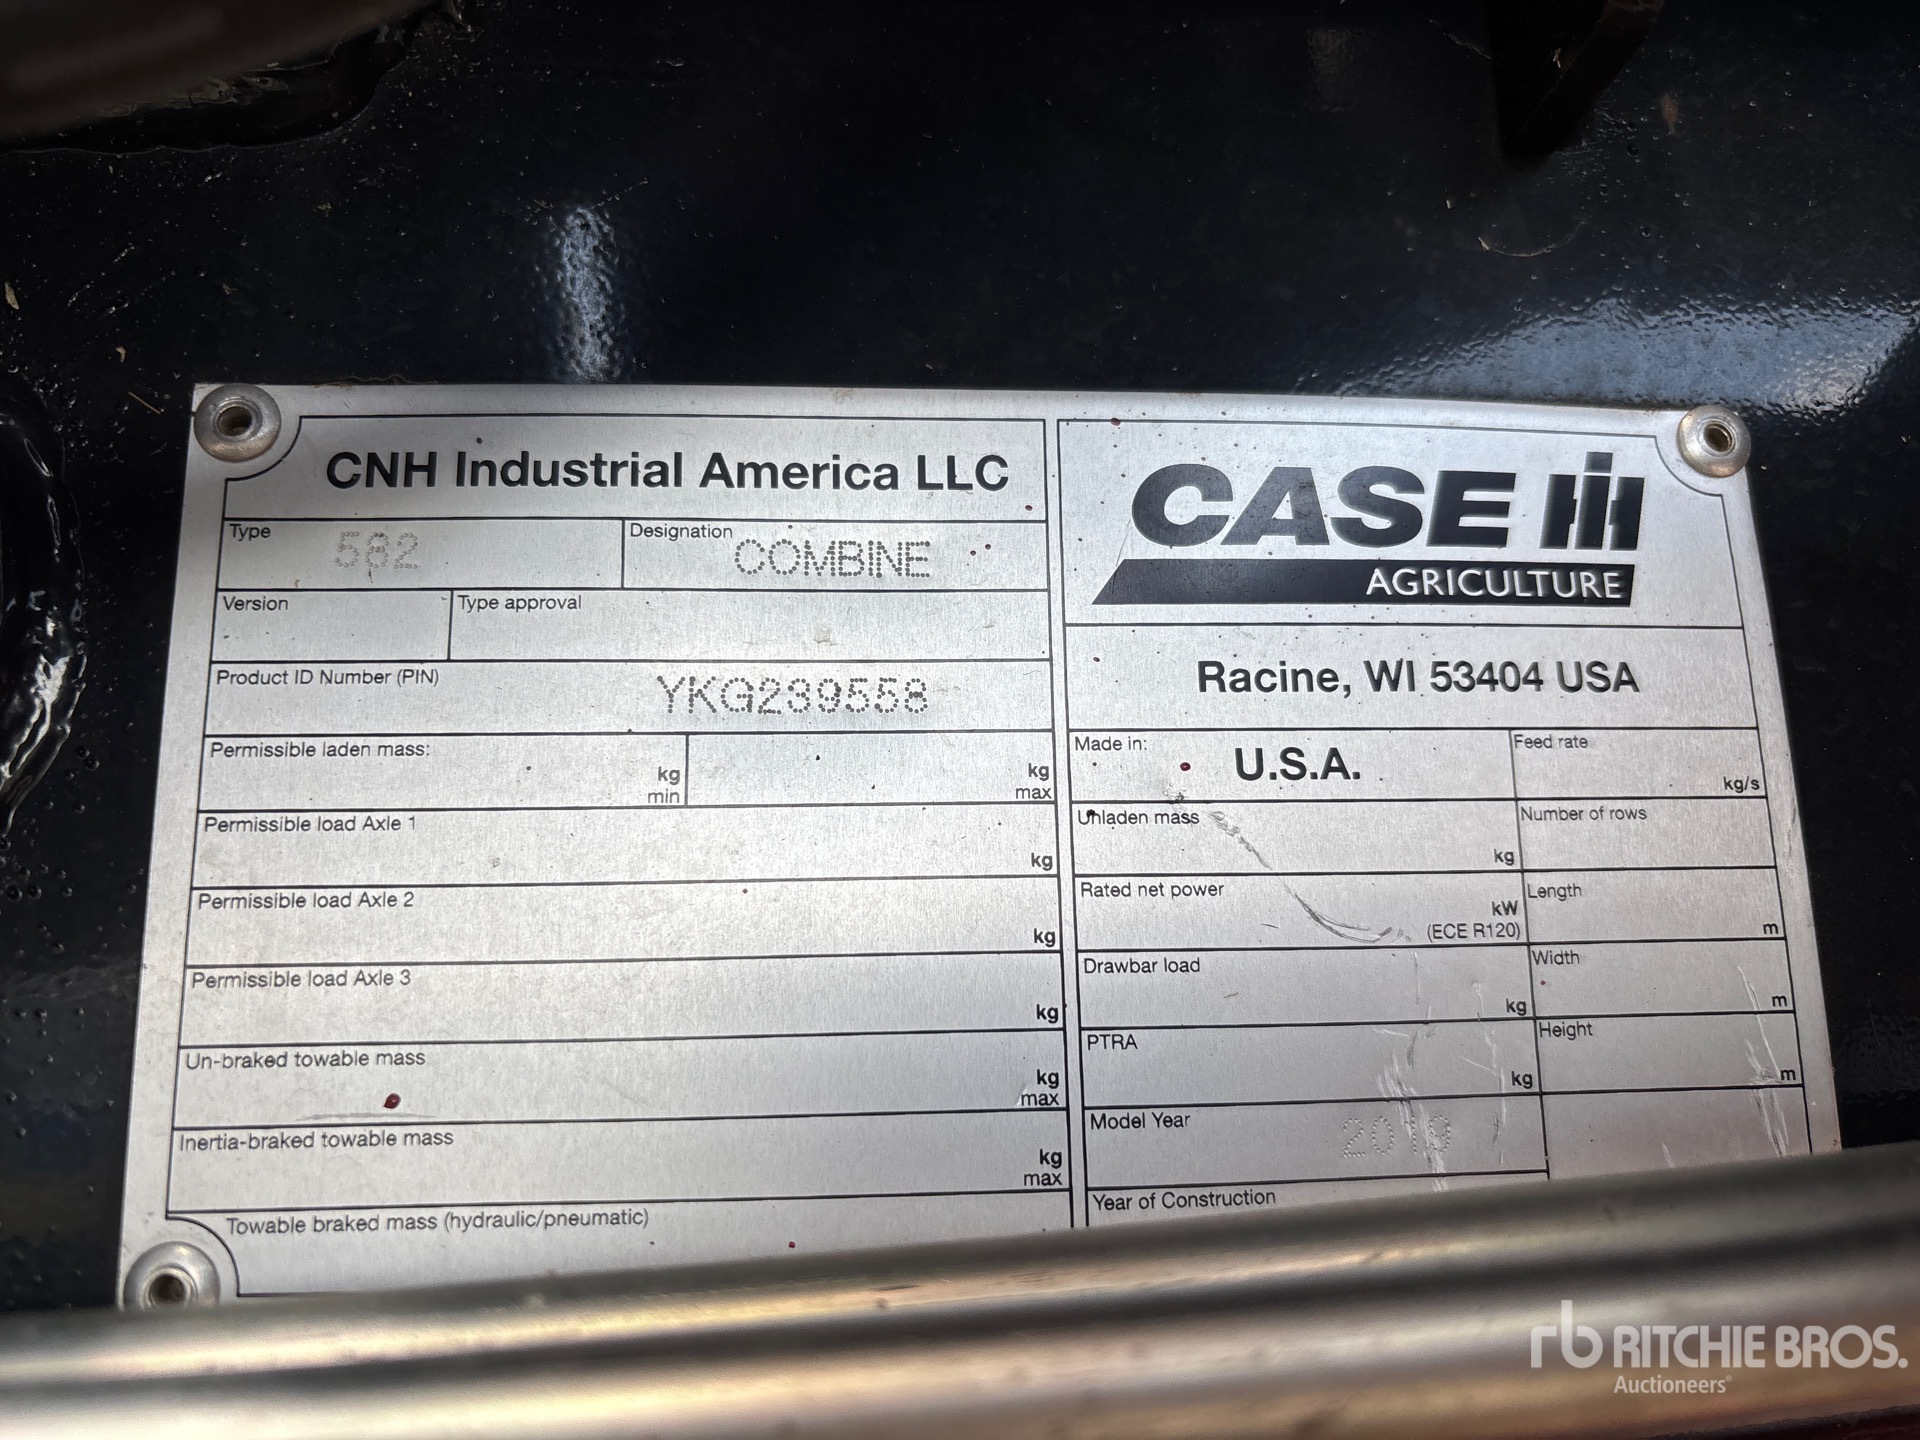 CNH Industrial America LLC
Type 582 Designation COMBINE
Version Type approval
Product ID Number (PIN) YKG239558
Permissible laden mass: kg min kg max
Permissible load Axle 1 kg
Permissible load Axle 2 kg
Permissible load Axle 3 kg
Un-braked towable mass kg max
Inertia-braked towable mass kg max
Towable braked mass (hydraulic/pneumatic)
CASE IH
AGRICULTURE
Racine, WI 53404 USA
Made in: U.S.A. Feed rate kg/s
Unladen mass kg Number of rows
Rated net power kW (ECE R120) Length m
Drawbar load kg Width m
PTRA kg Height m
Model Year 2019
Year of Construction
rb RITCHIE BROS.
Auctioneers